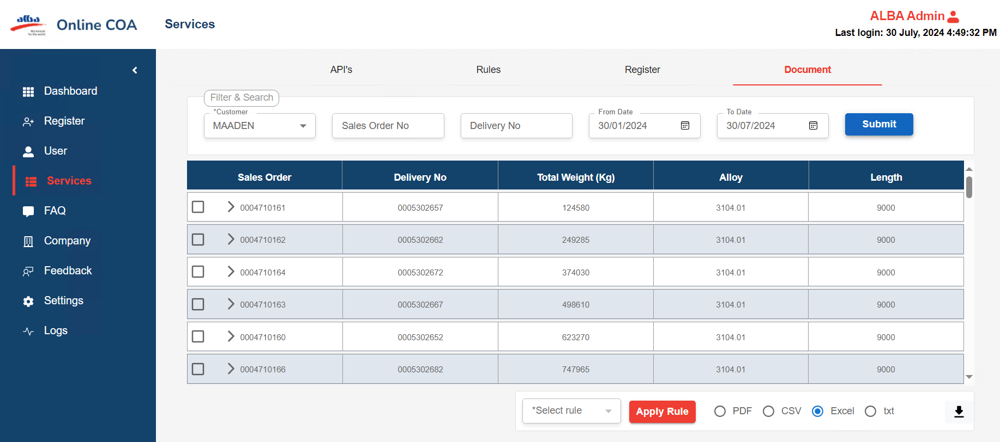 alba
Aluminium
for the world
Online COA
Services
ALBA Admin
Last login: 30 July, 2024 4:49:32 PM
Dashboard
Register
User
Services
FAQ
Company
Feedback
Settings
Logs
API's Rules Register Document
Filter & Search
*Customer From Date To Date
MAADEN Sales Order No Delivery No 30/01/2024 30/07/2024 Submit
Sales Order Delivery No Total Weight (Kg) Alloy Length
0004710161 0005302657 124580 3104.01 9000
0004710162 0005302662 249285 3104.01 9000
0004710164 0005302672 374030 3104.01 9000
0004710163 0005302667 498610 3104.01 9000
0004710160 0005302652 623270 3104.01 9000
0004710166 0005302682 747965 3104.01 9000
*Select rule Apply Rule PDF CSV Excel txt